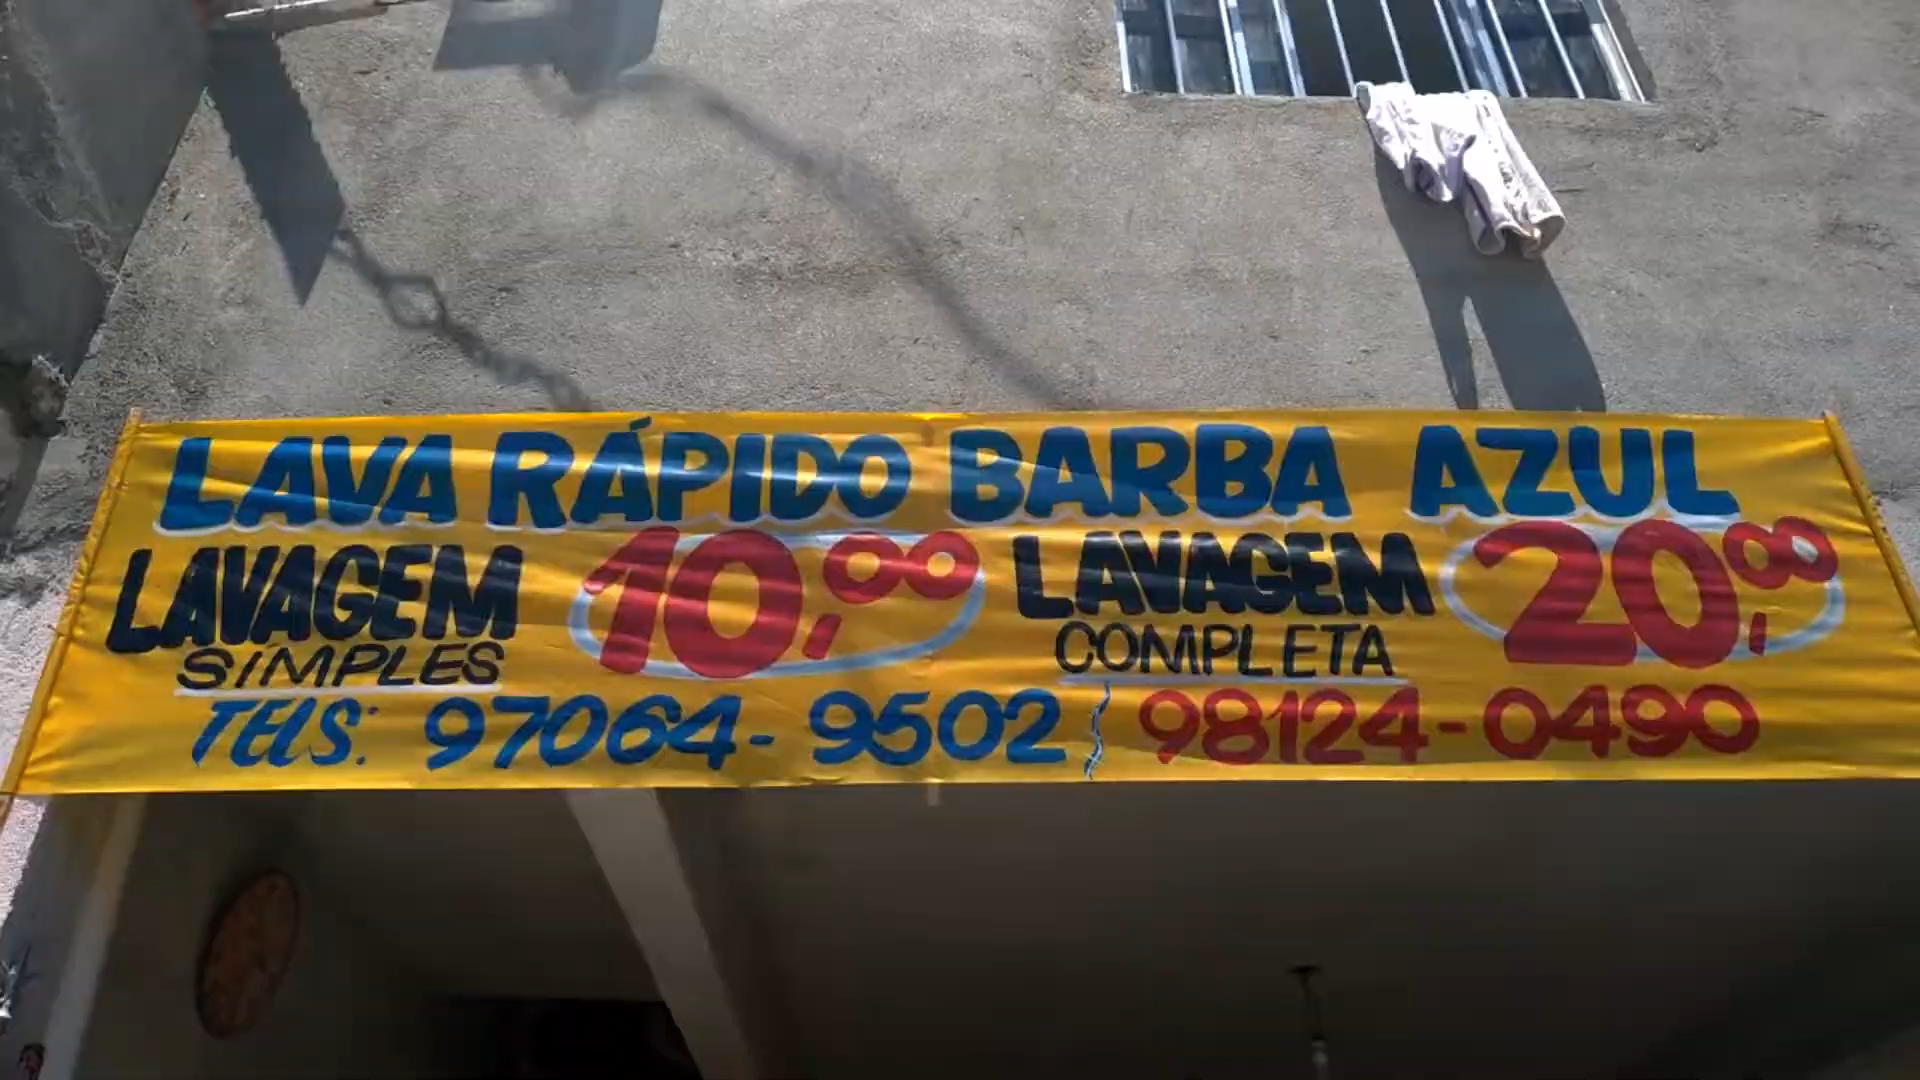 LAVA RÁPIDO BARBA AZUL
LAVAGEM SIMPLES 10,00
LAVAGEM COMPLETA 20,00
TELS: 97064-9502 98124-0490